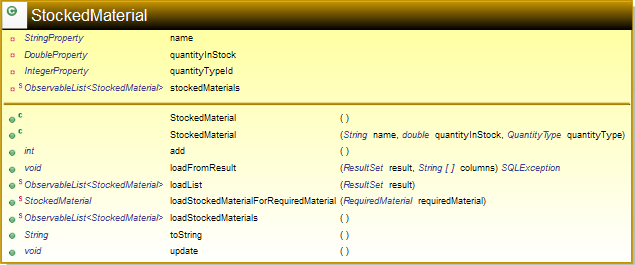 C StockedMaterial
StringProperty name
DoubleProperty quantityInStock
IntegerProperty quantityTypeId
S ObservableList<StockedMaterial> stockedMaterials
C StockedMaterial ( )
C StockedMaterial (String name, double quantityInStock, QuantityType quantityType)
int add ( )
void loadFromResult (ResultSet result, String [ ] columns) SQLException
S ObservableList<StockedMaterial> loadList (ResultSet result)
S StockedMaterial loadStockedMaterialForRequiredMaterial (RequiredMaterial requiredMaterial)
S ObservableList<StockedMaterial> loadStockedMaterials ( )
String toString ( )
void update ( )